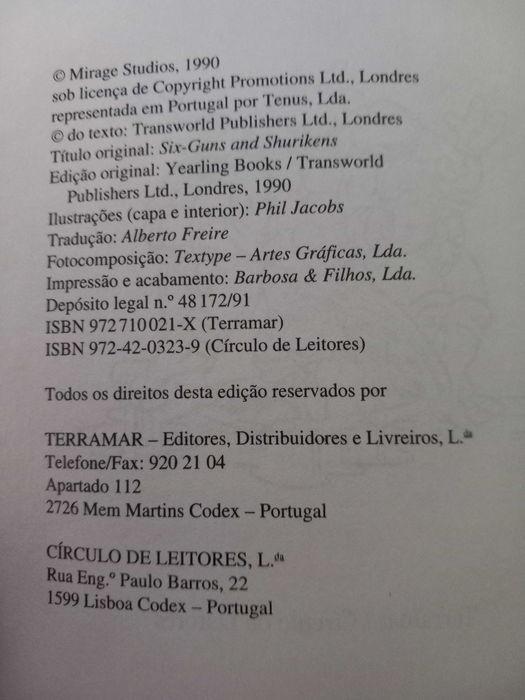 © Mirage Studios, 1990
sob licença de Copyright Promotions Ltd., Londres
representada em Portugal por Tenus, Lda.
© do texto: Transworld Publishers Ltd., Londres
Título original: Six-Guns and Shurikens
Edição original: Yearling Books / Transworld
Publishers Ltd., Londres, 1990
Ilustrações (capa e interior): Phil Jacobs
Tradução: Alberto Freire
Fotocomposição: Textype – Artes Gráficas, Lda.
Impressão e acabamento: Barbosa & Filhos, Lda.
Depósito legal n.º 48 172/91
ISBN 972 710 021-X (Terramar)
ISBN 972-42-0323-9 (Círculo de Leitores)
Todos os direitos desta edição reservados por
TERRAMAR – Editores, Distribuidores e Livreiros, L.da
Telefone/Fax: 920 21 04
Apartado 112
2726 Mem Martins Codex – Portugal
CÍRCULO DE LEITORES, L.da
Rua Eng.º Paulo Barros, 22
1599 Lisboa Codex – Portugal